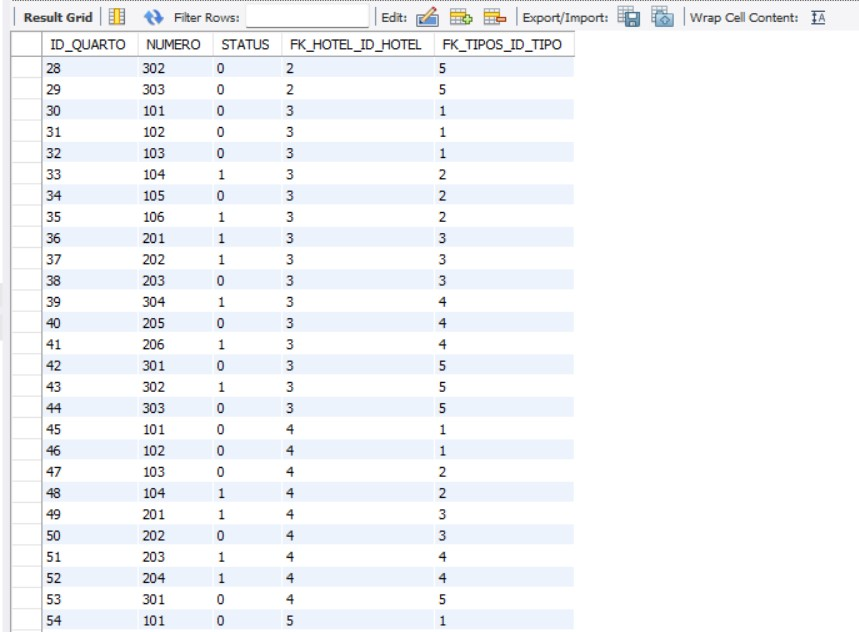 Result Grid Filter Rows: Edit: Export/Import: Wrap Cell Content: IA
ID_QUARTO NUMERO STATUS FK_HOTEL_ID_HOTEL FK_TIPOS_ID_TIPO
28 302 0 2 5
29 303 0 2 5
30 101 0 3 1
31 102 0 3 1
32 103 0 3 1
33 104 1 3 2
34 105 0 3 2
35 106 1 3 2
36 201 1 3 3
37 202 1 3 3
38 203 0 3 3
39 304 1 3 4
40 205 0 3 4
41 206 1 3 4
42 301 0 3 5
43 302 1 3 5
44 303 0 3 5
45 101 0 4 1
46 102 0 4 1
47 103 0 4 2
48 104 1 4 2
49 201 1 4 3
50 202 0 4 3
51 203 1 4 4
52 204 1 4 4
53 301 0 4 5
54 101 0 5 1